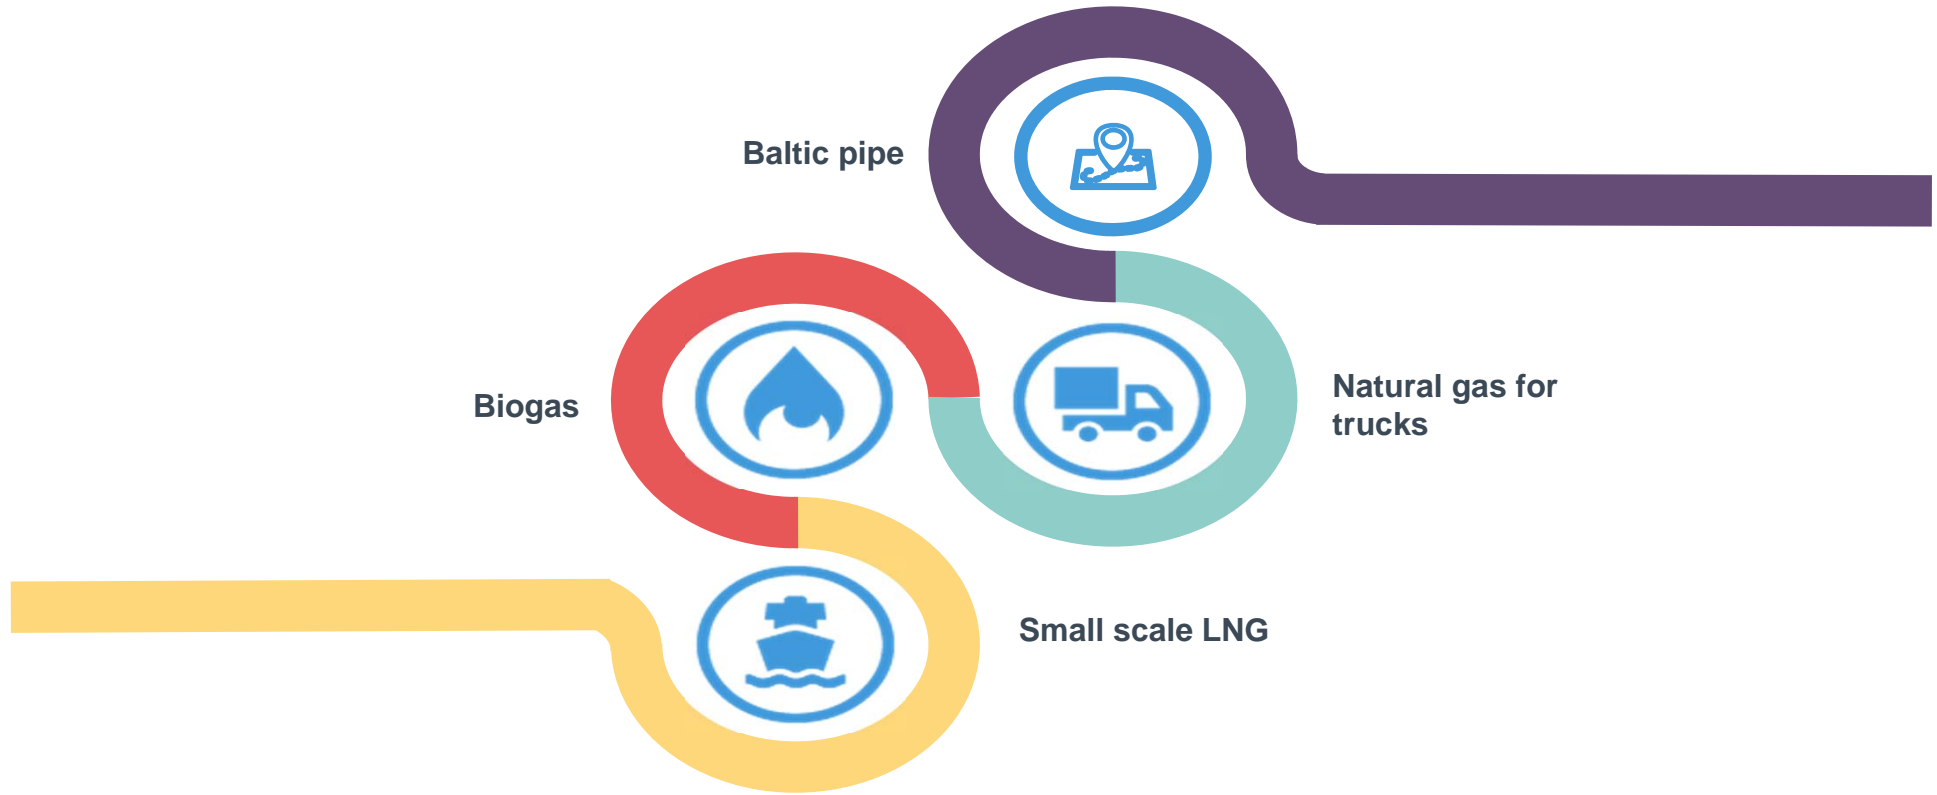 Baltic pipe
Biogas
Natural gas for
trucks
Small scale LNG